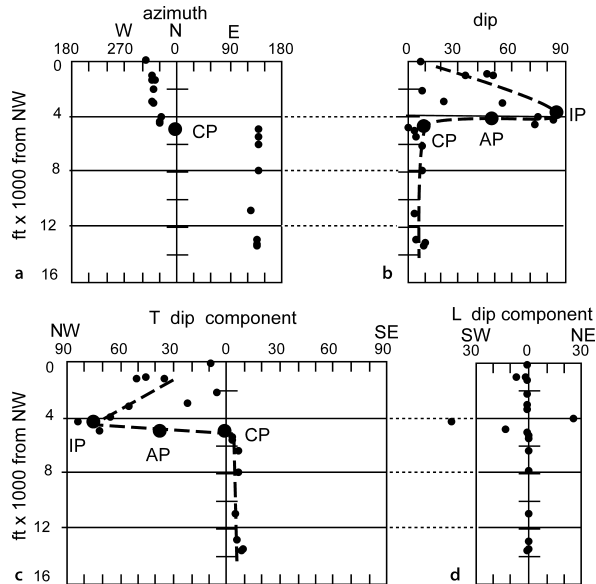 azimuth
W N E
180 270 0 90 180
0
4
8
12
16
ft x 1000 from NW
CP
a
dip
0 30 60 90
IP
AP
CP
b
T dip component
NW SE
90 60 30 0 30 60 90
0
4
8
12
16
ft x 1000 from NW
IP
AP
CP
c
L dip component
SW NE
30 0 30
d